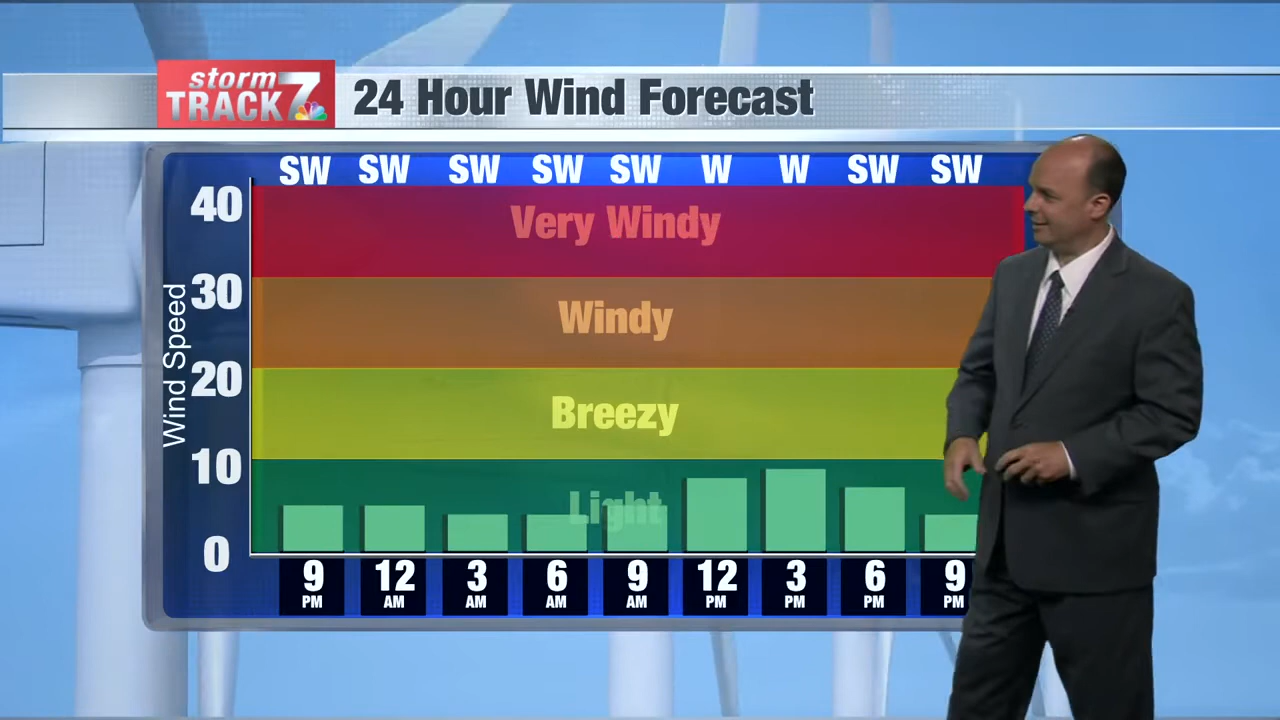 storm
TRACK 7
24 Hour Wind Forecast
SW SW SW SW SW W W SW SW
40
30
20
10
0
Wind Speed
Very Windy
Windy
Breezy
Light
9 12 3 6 9 12 3 6 9
PM AM AM AM AM PM PM PM PM